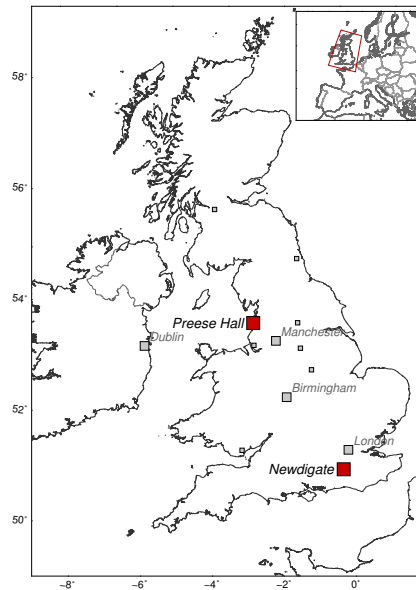 58°
56°
54°
52°
50°
Preese Hall
Manchester
Dublin
Birmingham
London
Newdigate
−8°
−6°
−4°
−2°
0°